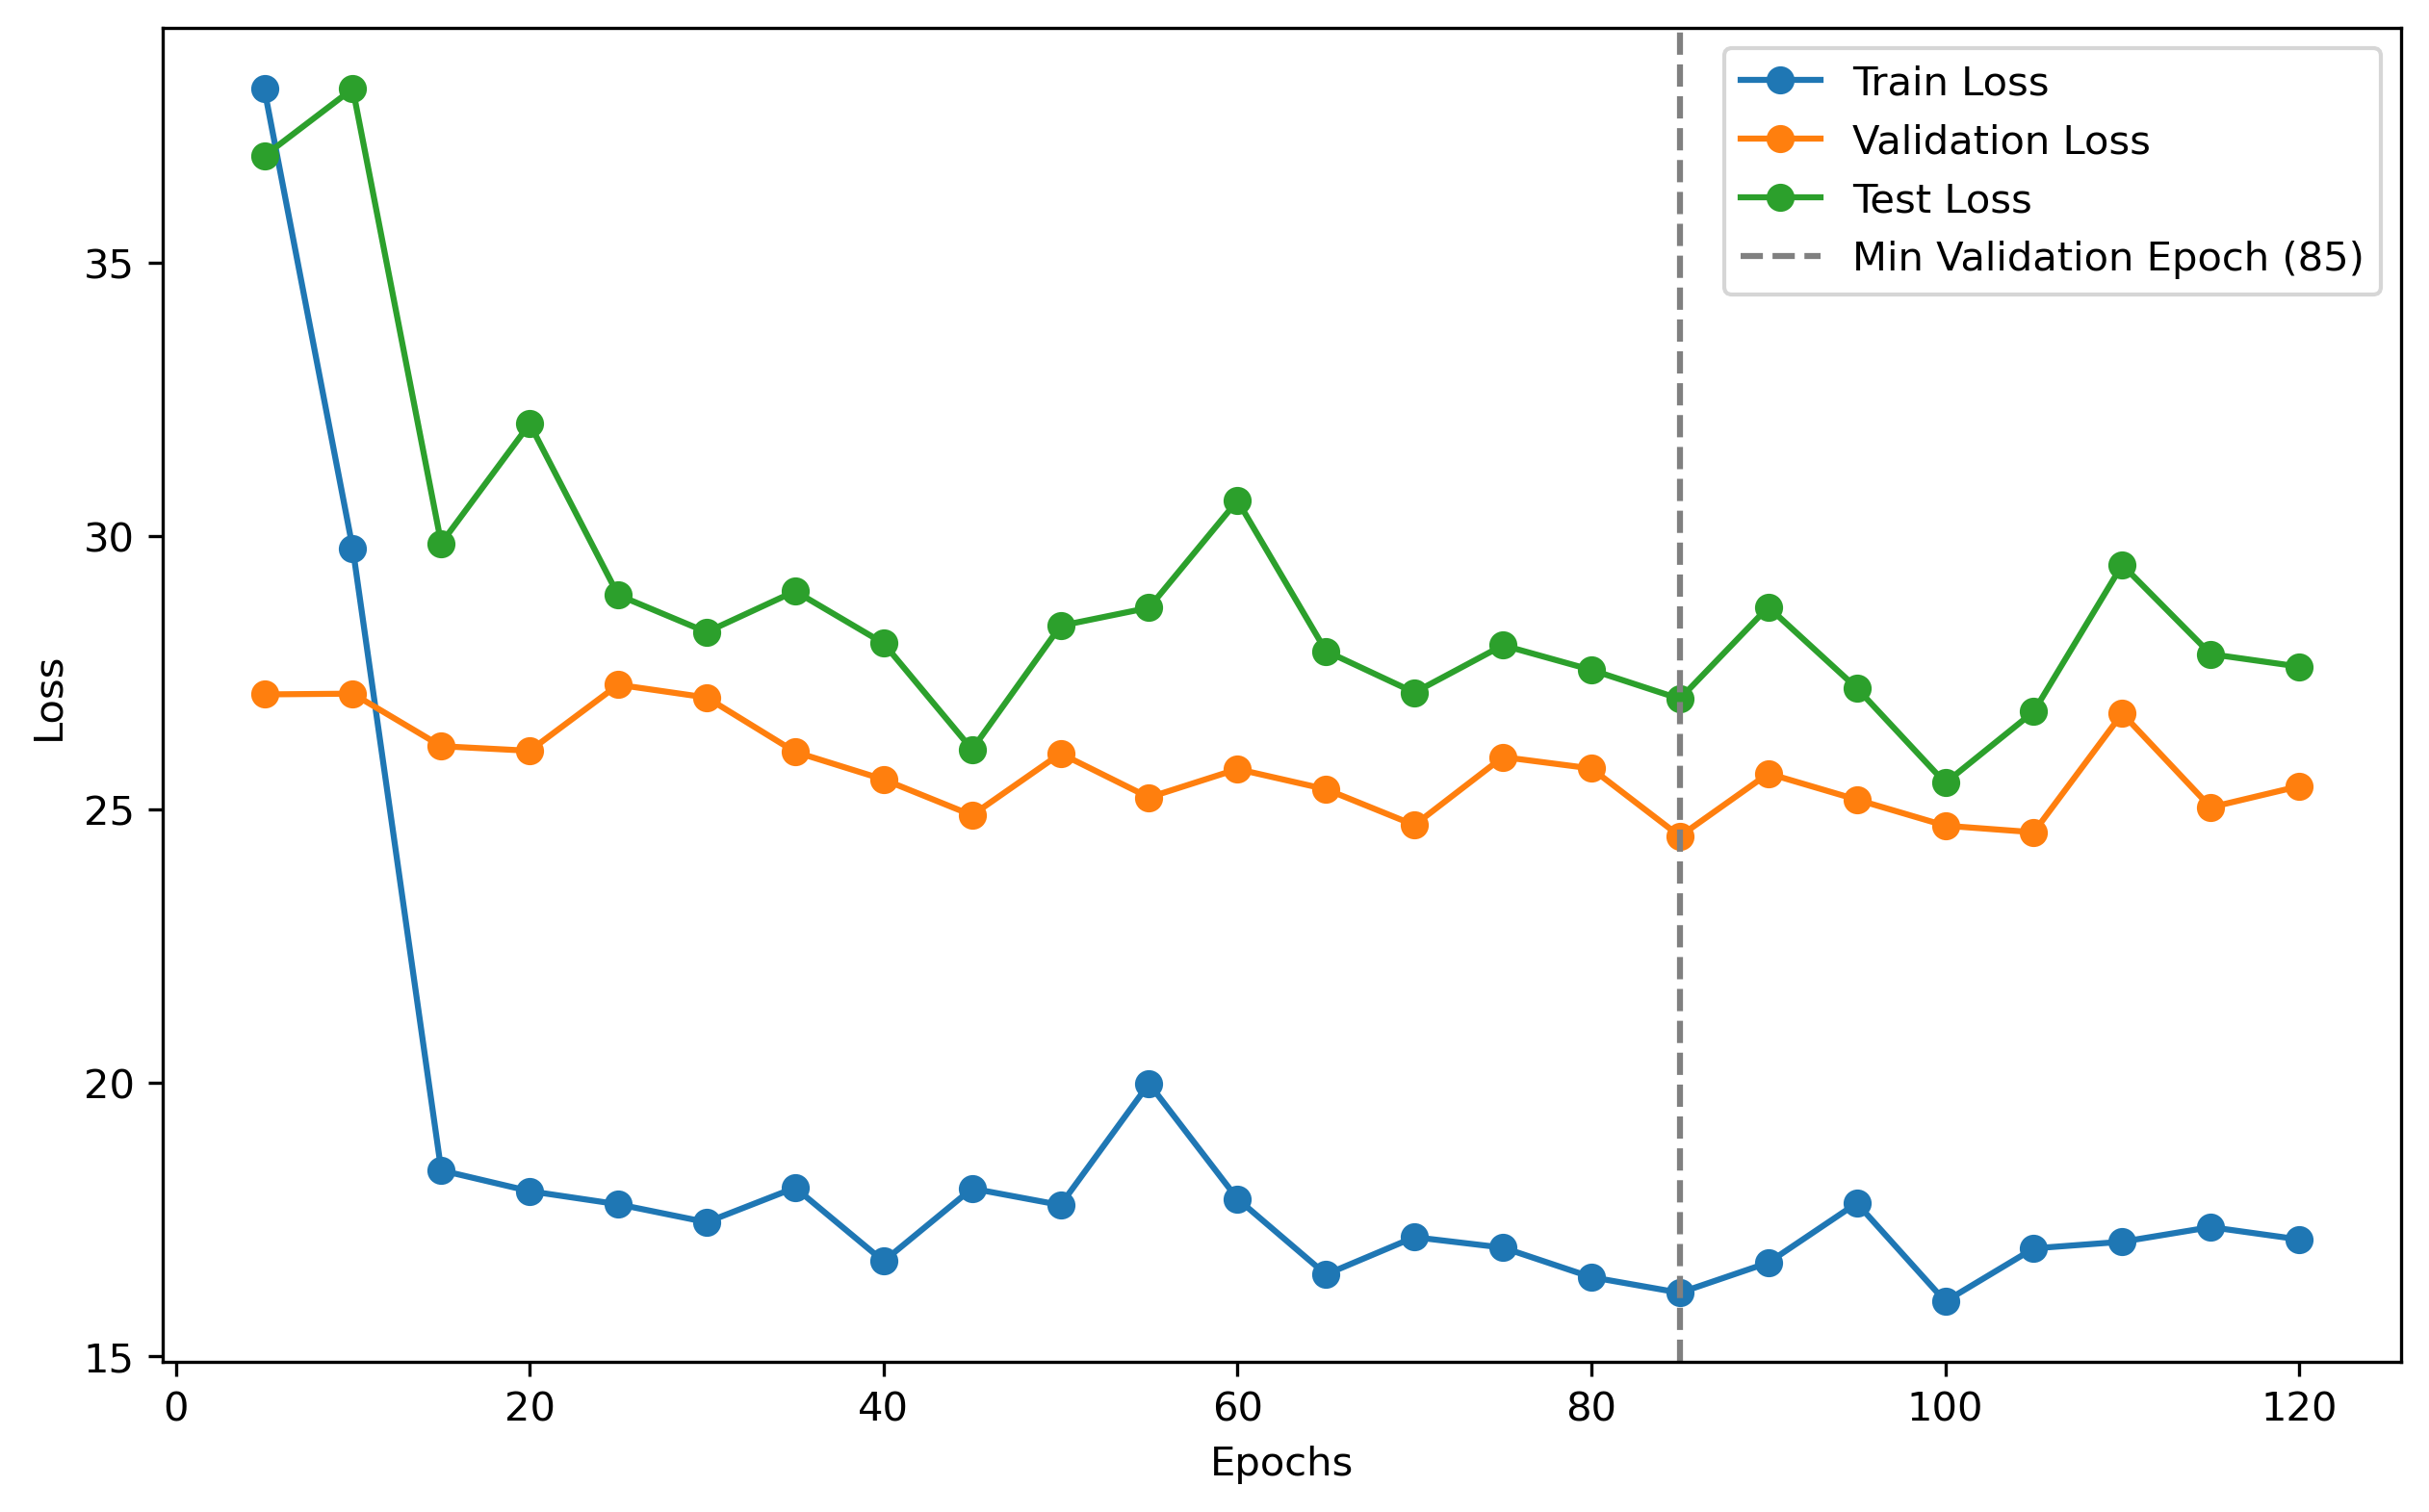 Train Loss
Validation Loss
Test Loss
Min Validation Epoch (85)
35
30
25
20
15
Loss
0 20 40 60 80 100 120
Epochs